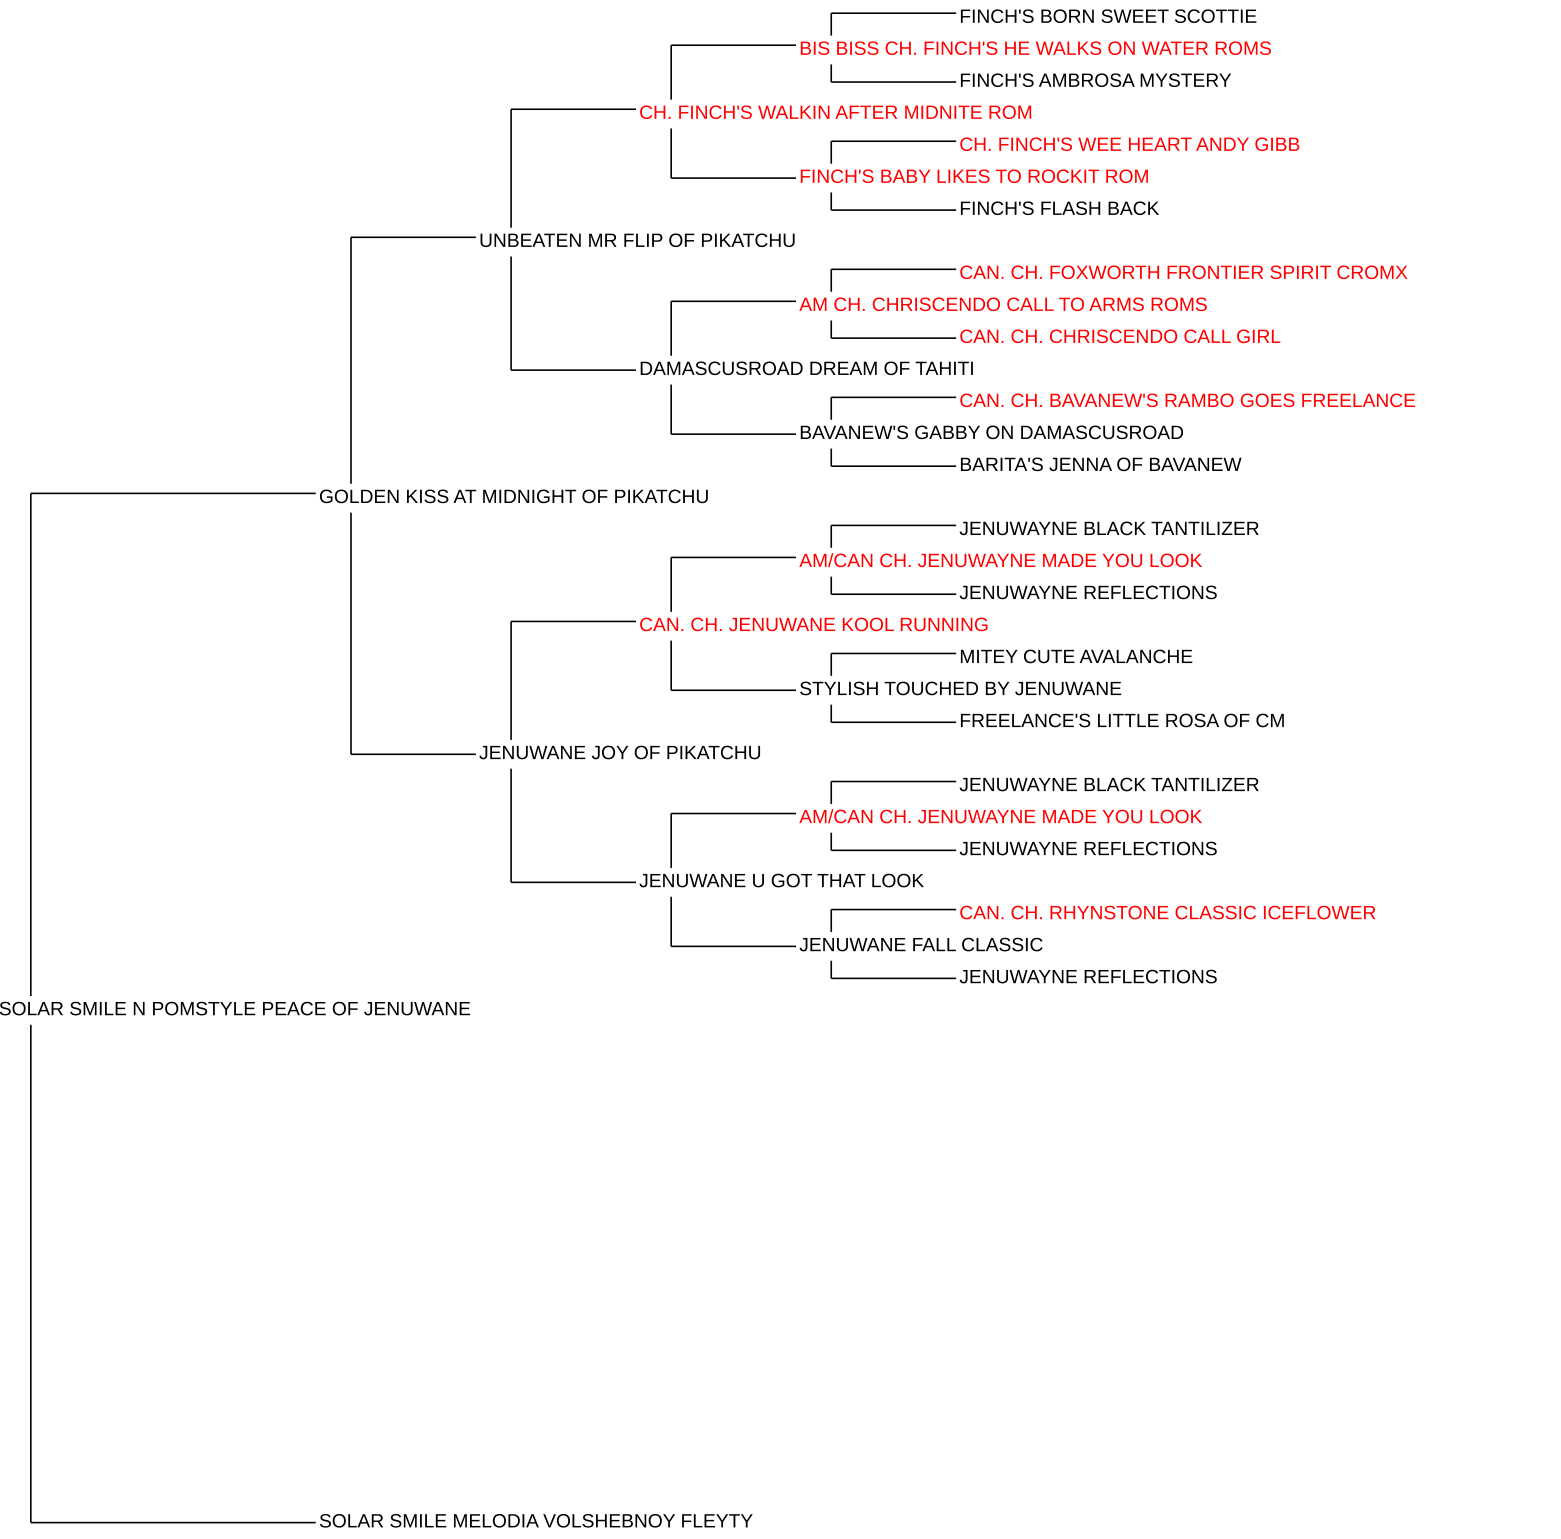 FINCH'S BORN SWEET SCOTTIE
BIS BISS CH. FINCH'S HE WALKS ON WATER ROMS
FINCH'S AMBROSA MYSTERY
CH. FINCH'S WALKIN AFTER MIDNITE ROM
CH. FINCH'S WEE HEART ANDY GIBB
FINCH'S BABY LIKES TO ROCKIT ROM
FINCH'S FLASH BACK
UNBEATEN MR FLIP OF PIKATCHU
CAN. CH. FOXWORTH FRONTIER SPIRIT CROMX
AM CH. CHRISCENDO CALL TO ARMS ROMS
CAN. CH. CHRISCENDO CALL GIRL
DAMASCUSROAD DREAM OF TAHITI
CAN. CH. BAVANEW'S RAMBO GOES FREELANCE
BAVANEW'S GABBY ON DAMASCUSROAD
BARITA'S JENNA OF BAVANEW
GOLDEN KISS AT MIDNIGHT OF PIKATCHU
JENUWAYNE BLACK TANTILIZER
AM/CAN CH. JENUWAYNE MADE YOU LOOK
JENUWAYNE REFLECTIONS
CAN. CH. JENUWANE KOOL RUNNING
MITEY CUTE AVALANCHE
STYLISH TOUCHED BY JENUWANE
FREELANCE'S LITTLE ROSA OF CM
JENUWANE JOY OF PIKATCHU
JENUWAYNE BLACK TANTILIZER
AM/CAN CH. JENUWAYNE MADE YOU LOOK
JENUWAYNE REFLECTIONS
JENUWANE U GOT THAT LOOK
CAN. CH. RHYNSTONE CLASSIC ICEFLOWER
JENUWANE FALL CLASSIC
JENUWAYNE REFLECTIONS
SOLAR SMILE N POMSTYLE PEACE OF JENUWANE
SOLAR SMILE MELODIA VOLSHEBNOY FLEYTY